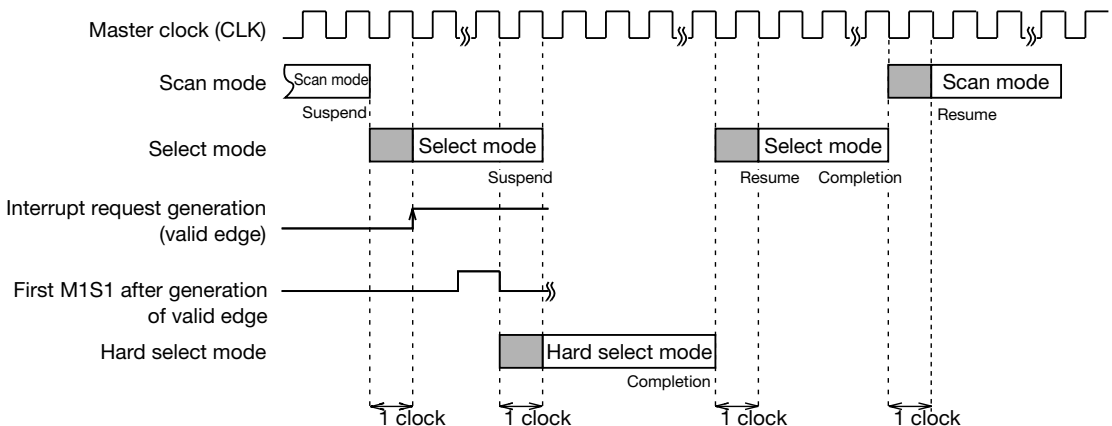 Master clock (CLK)
Scan mode
Scan mode
Scan mode
Suspend
Resume
Select mode
Select mode
Select mode
Suspend
Resume
Completion
Interrupt request generation
(valid edge)
First M1S1 after generation
of valid edge
Hard select mode
Hard select mode
Completion
1 clock
1 clock
1 clock
1 clock